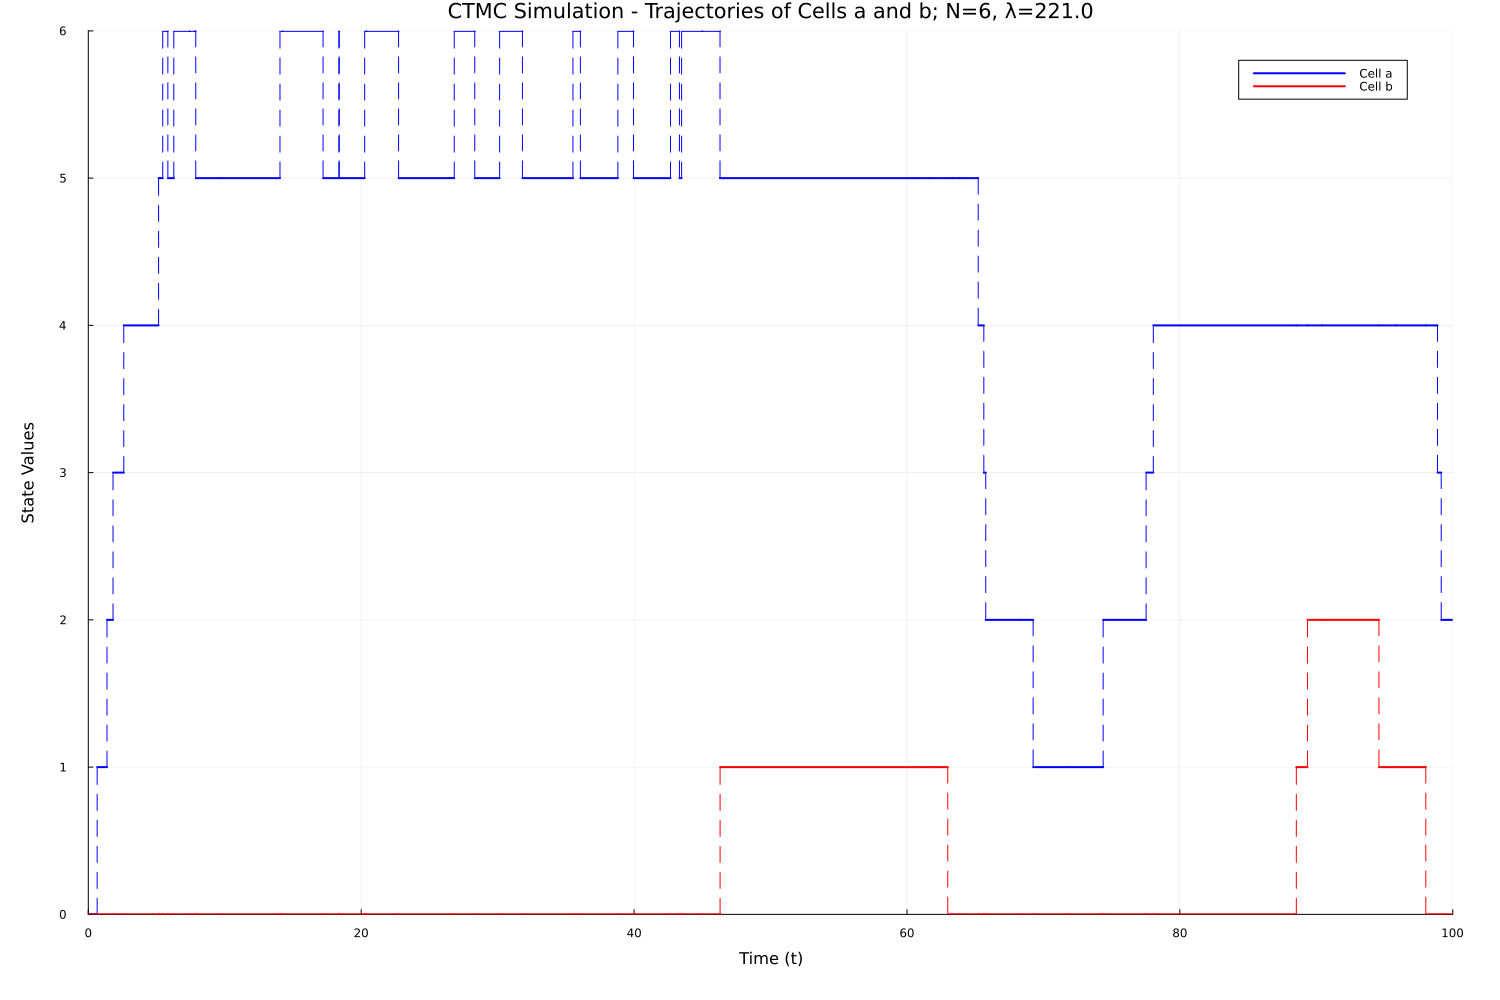 CTMC Simulation - Trajectories of Cells a and b; N=6, λ=221.0
6
5
4
3
2
1
0
State Values
Cell a
Cell b
0 20 40 60 80 100
Time (t)